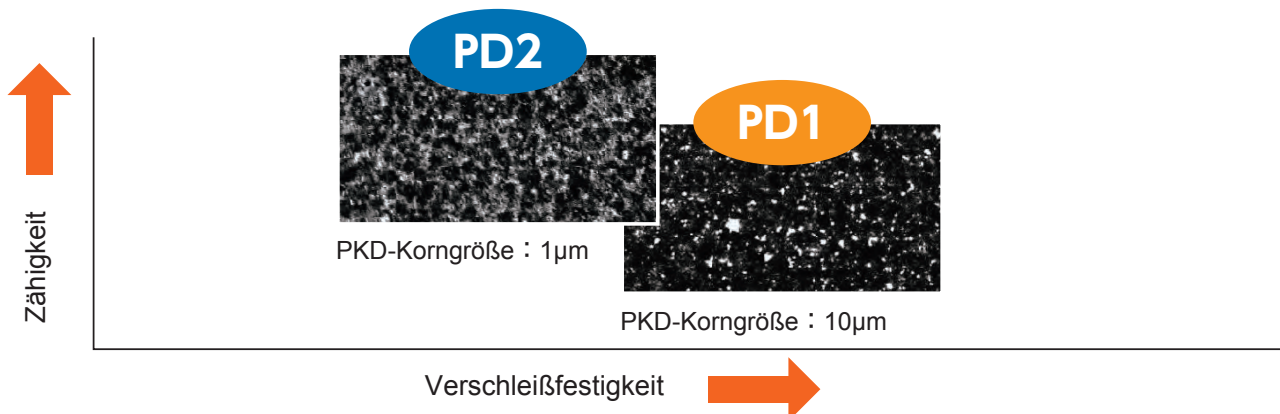 PD2
PD1
Zähigkeit
PKD-Korngröße：1µm
PKD-Korngröße：10µm
Verschleißfestigkeit